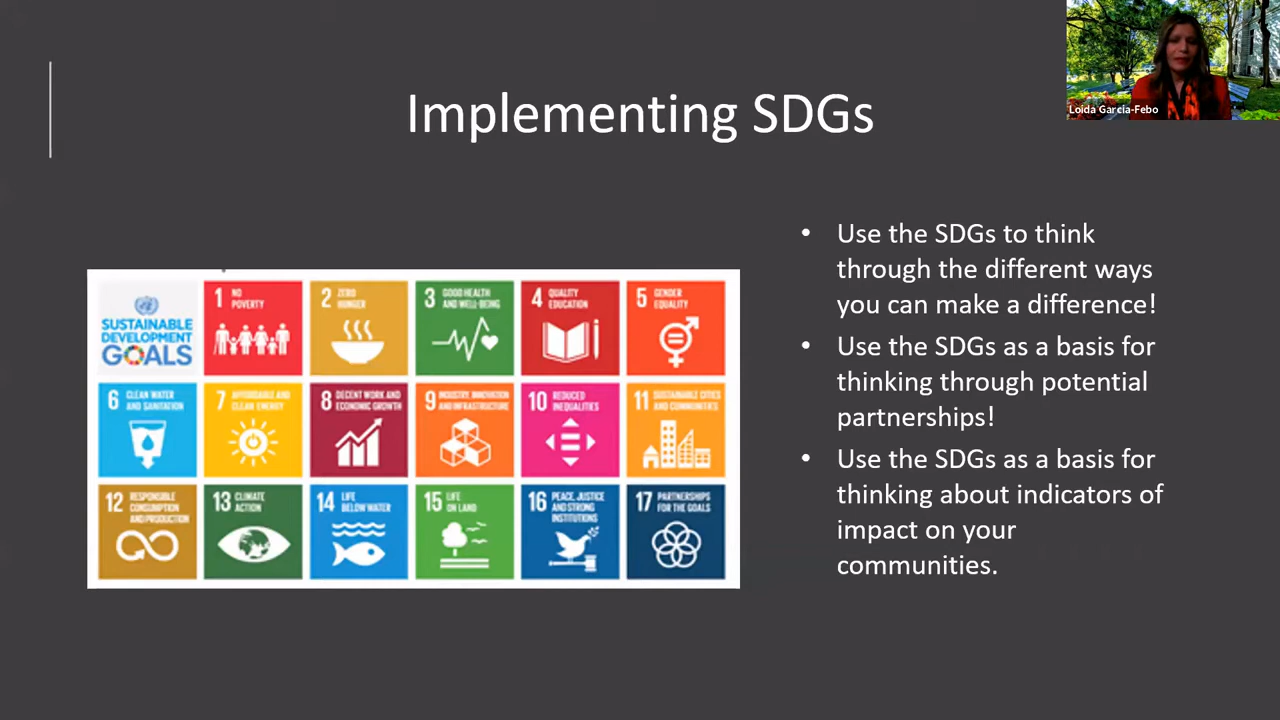 Implementing SDGs
Loida Garcia-Febo
SUSTAINABLE
DEVELOPMENT
GOALS
1 NO
POVERTY
2 ZERO
HUNGER
3 GOOD HEALTH
AND WELL-BEING
4 QUALITY
EDUCATION
5 GENDER
EQUALITY
6 CLEAN WATER
AND SANITATION
7 AFFORDABLE AND
CLEAN ENERGY
8 DECENT WORK AND
ECONOMIC GROWTH
9 INDUSTRY, INNOVATION
AND INFRASTRUCTURE
10 REDUCED
INEQUALITIES
11 SUSTAINABLE CITIES
AND COMMUNITIES
12 RESPONSIBLE
CONSUMPTION
AND PRODUCTION
13 CLIMATE
ACTION
14 LIFE
BELOW WATER
15 LIFE
ON LAND
16 PEACE, JUSTICE
AND STRONG
INSTITUTIONS
17 PARTNERSHIPS
FOR THE GOALS
• Use the SDGs to think
through the different ways
you can make a difference!
• Use the SDGs as a basis for
thinking through potential
partnerships!
• Use the SDGs as a basis for
thinking about indicators of
impact on your
communities.